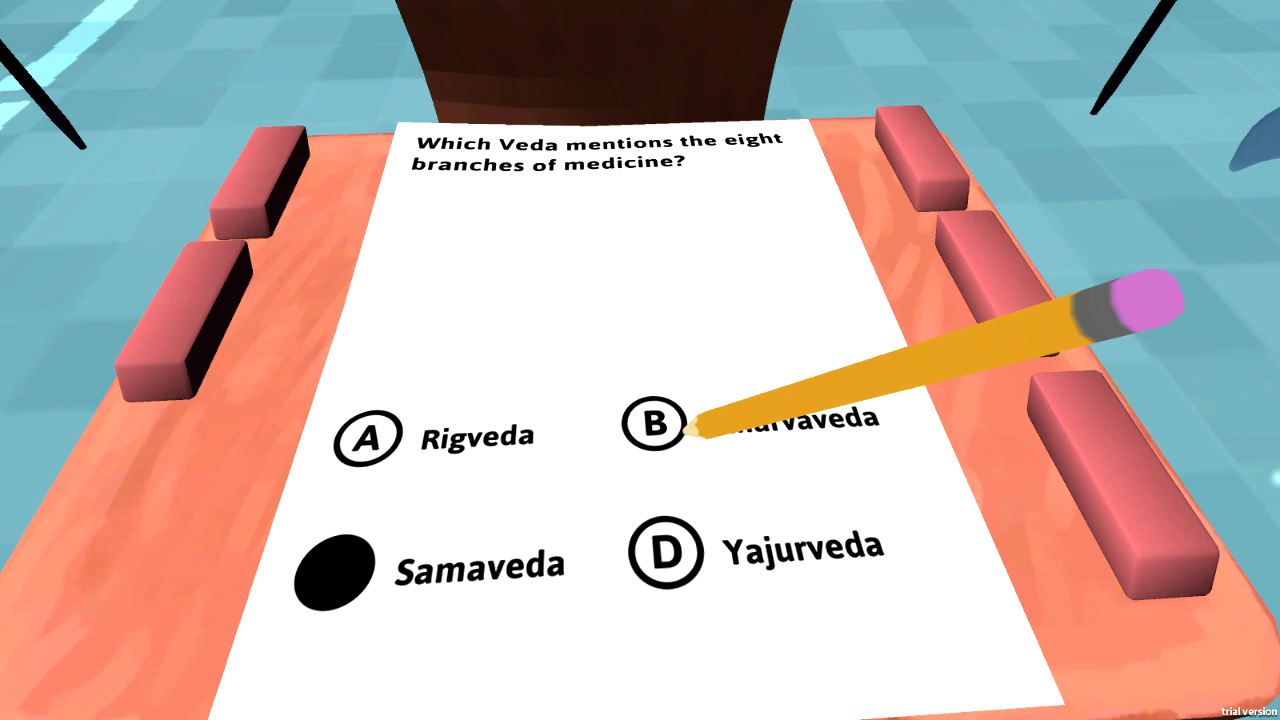 Which Veda mentions the eight
branches of medicine?
A Rigveda
B
Samaveda
D Yajurveda
trial version